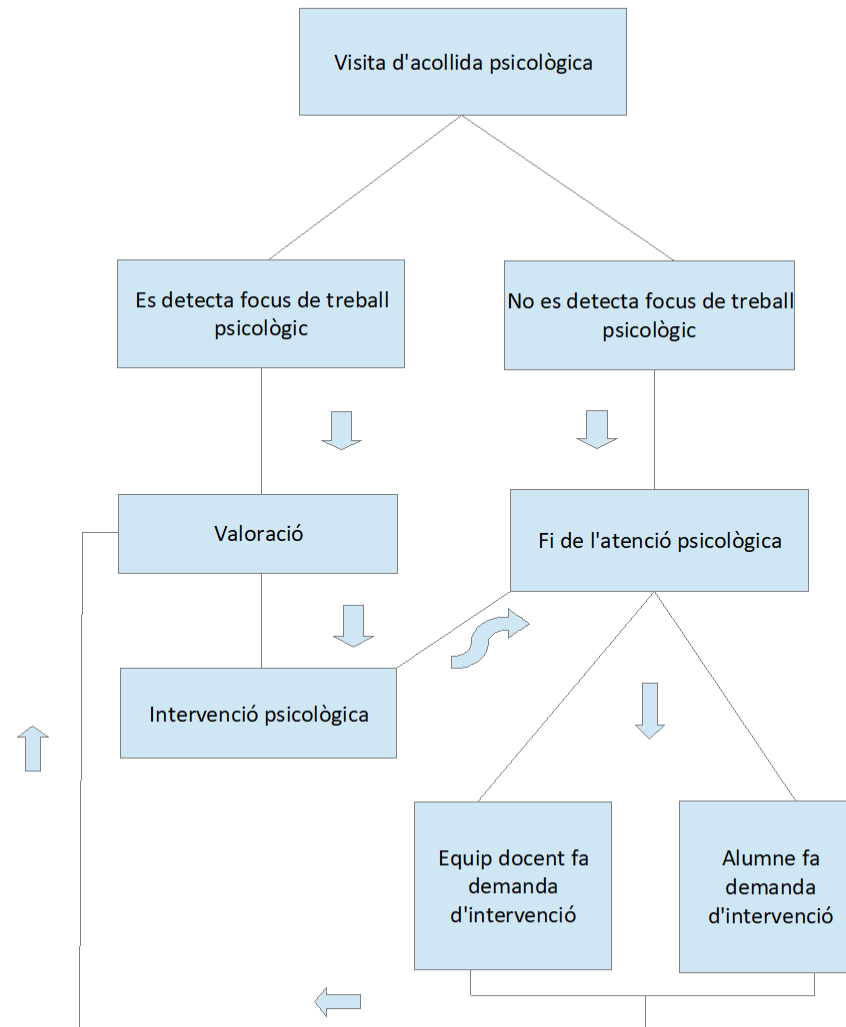 Visita d'acollida psicològica
Es detecta focus de treball
psicològic
No es detecta focus de treball
psicològic
Valoració
Fi de l'atenció psicològica
Intervenció psicològica
Equip docent fa
demanda
d'intervenció
Alumne fa
demanda
d'intervenció